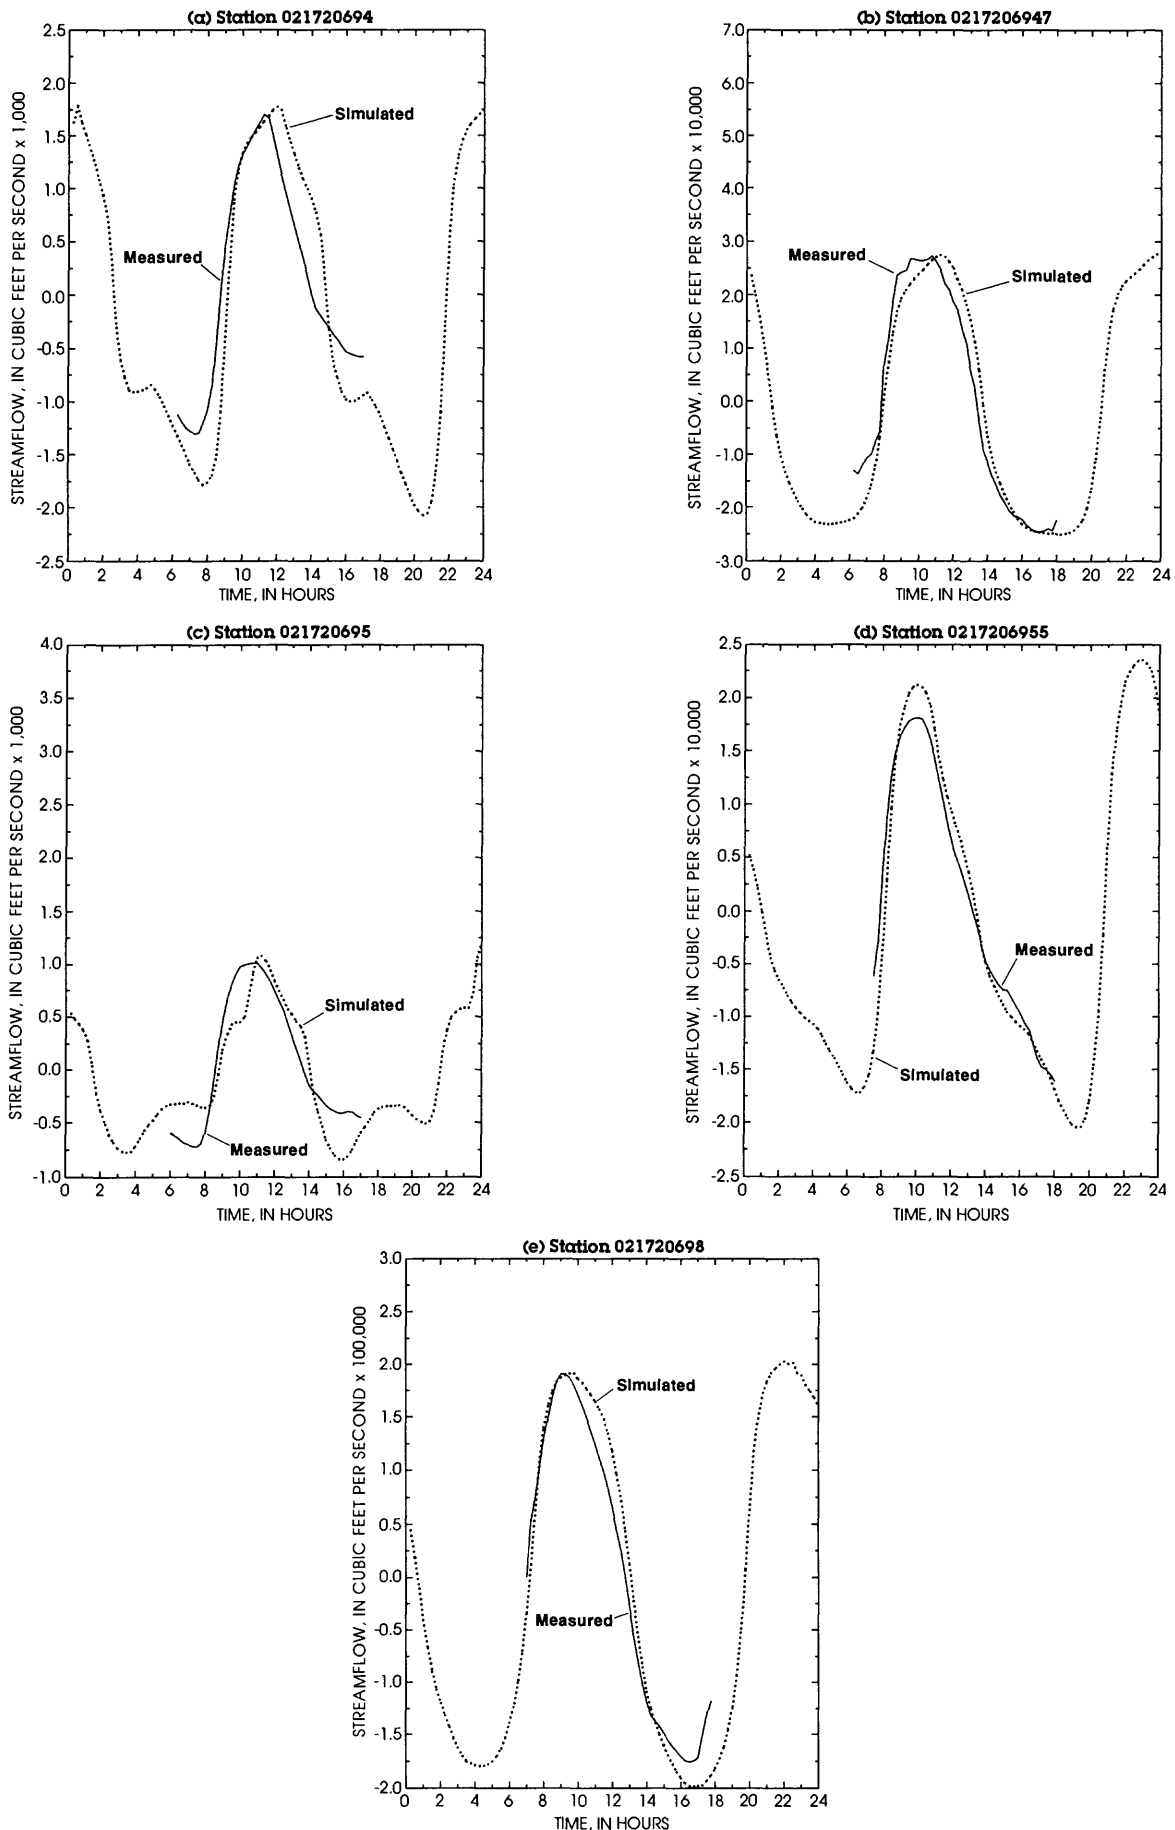 (a) Station 021720694
STREAMFLOW, IN CUBIC FEET PER SECOND x 1,000
2.5
2.0
1.5
1.0
0.5
0.0
-0.5
-1.0
-1.5
-2.0
-2.5
Simulated
Measured
0 2 4 6 8 10 12 14 16 18 20 22 24
TIME, IN HOURS
(b) Station 0217206947
STREAMFLOW, IN CUBIC FEET PER SECOND x 10,000
7.0
6.0
5.0
4.0
3.0
2.0
1.0
0.0
-1.0
-2.0
-3.0
Measured
Simulated
0 2 4 6 8 10 12 14 16 18 20 22 24
TIME, IN HOURS
(c) Station 021720695
STREAMFLOW, IN CUBIC FEET PER SECOND x 1,000
4.0
3.5
3.0
2.5
2.0
1.5
1.0
0.5
0.0
-0.5
-1.0
Simulated
Measured
0 2 4 6 8 10 12 14 16 18 20 22 24
TIME, IN HOURS
(d) Station 0217206955
STREAMFLOW, IN CUBIC FEET PER SECOND x 10,000
2.5
2.0
1.5
1.0
0.5
0.0
-0.5
-1.0
-1.5
-2.0
-2.5
Measured
Simulated
0 2 4 6 8 10 12 14 16 18 20 22 24
TIME, IN HOURS
(e) Station 021720698
STREAMFLOW, IN CUBIC FEET PER SECOND x 100,000
3.0
2.5
2.0
1.5
1.0
0.5
0.0
-0.5
-1.0
-1.5
-2.0
Simulated
Measured
0 2 4 6 8 10 12 14 16 18 20 22 24
TIME, IN HOURS